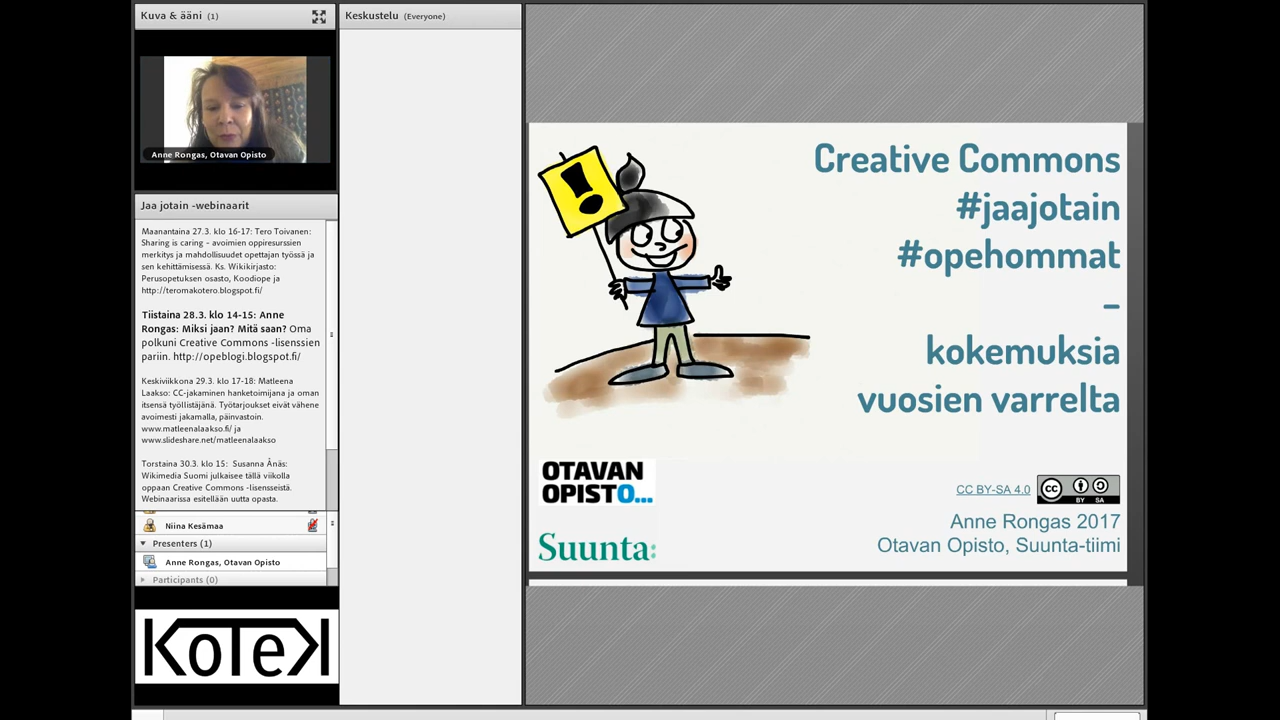 Kuva & ääni (1)
Anne Rongas, Otavan Opisto
Jaa jotain -webinaarit
Maanantaina 27.3. klo 16-17: Tero Toivanen:
Sharing is caring - avoimien oppiresurssien
merkitys ja mahdollisuudet opettajan työssä ja
sen kehittämisessä. Ks. Wikikirjasto:
Perusopetuksen osasto, Koodiope ja
http://teromakotero.blogspot.fi/
Tiistaina 28.3. klo 14-15: Anne
Rongas: Miksi jaan? Mitä saan? Oma
polkuni Creative Commons -lisenssien
pariin. http://opeblogi.blogspot.fi/
Keskiviikkona 29.3. klo 17-18: Matleena
Laakso: CC-jakaminen hanketoimijana ja oman
itsensä työllistäjänä. Työtarjoukset eivät vähene
avoimesti jakamalla, päinvastoin.
www.matleenalaakso.fi/ ja
www.slideshare.net/matleenalaakso
Torstaina 30.3. klo 15: Susanna Ånäs:
Wikimedia Suomi julkaisee tällä viikolla
oppaan Creative Commons -lisensseistä.
Webinaarissa esitellään uutta opasta.
Niina Kesämaa
Presenters (1)
Anne Rongas, Otavan Opisto
Participants (0)
KoTeK
Keskustelu (Everyone)
!
Creative Commons
#jaajotain
#opehommat
–
kokemuksia
vuosien varrelta
OTAVAN
OPISTO...
Suunta:
CC BY-SA 4.0
cc BY SA
Anne Rongas 2017
Otavan Opisto, Suunta-tiimi